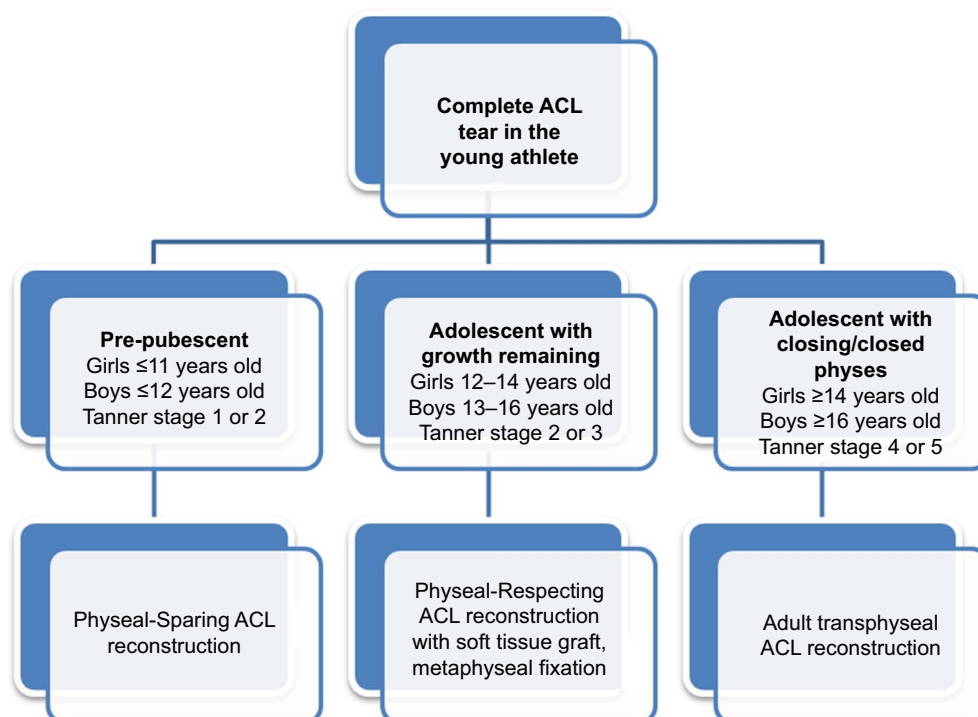 Complete ACL
tear in the
young athlete
Pre-pubescent
Girls ≤11 years old
Boys ≤12 years old
Tanner stage 1 or 2
Adolescent with
growth remaining
Girls 12–14 years old
Boys 13–16 years old
Tanner stage 2 or 3
Adolescent with
closing/closed
physes
Girls ≥14 years old
Boys ≥16 years old
Tanner stage 4 or 5
Physeal-Sparing ACL
reconstruction
Physeal-Respecting
ACL reconstruction
with soft tissue graft,
metaphyseal fixation
Adult transphyseal
ACL reconstruction